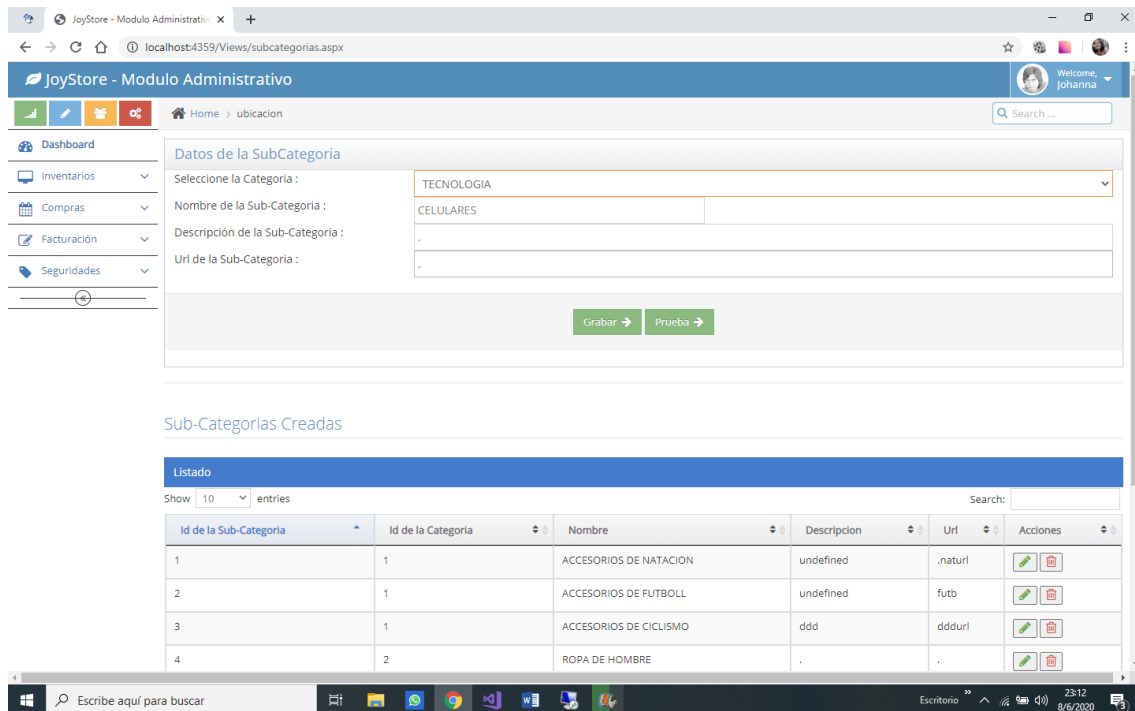 JoyStore - Modulo Administrativo
localhost:4359/Views/subcategorias.aspx
JoyStore - Modulo Administrativo
Welcome,
Johanna
Home > ubicacion
Search ...
Dashboard
Inventarios
Compras
Facturación
Seguridades
Datos de la SubCategoria
Seleccione la Categoria :
TECNOLOGIA
Nombre de la Sub-Categoria :
CELULARES
Descripción de la Sub-Categoria :
.
Url de la Sub-Categoria :
.
Grabar
Prueba
Sub-Categorias Creadas
Listado
Show 10 entries
Search:
Id de la Sub-Categoria Id de la Categoria Nombre Descripcion Url Acciones
1 1 ACCESORIOS DE NATACION undefined .naturl
2 1 ACCESORIOS DE FUTBOLL undefined futb
3 1 ACCESORIOS DE CICLISMO ddd dddurl
4 2 ROPA DE HOMBRE . .
Escribe aquí para buscar
Escritorio
23:12
8/6/2020